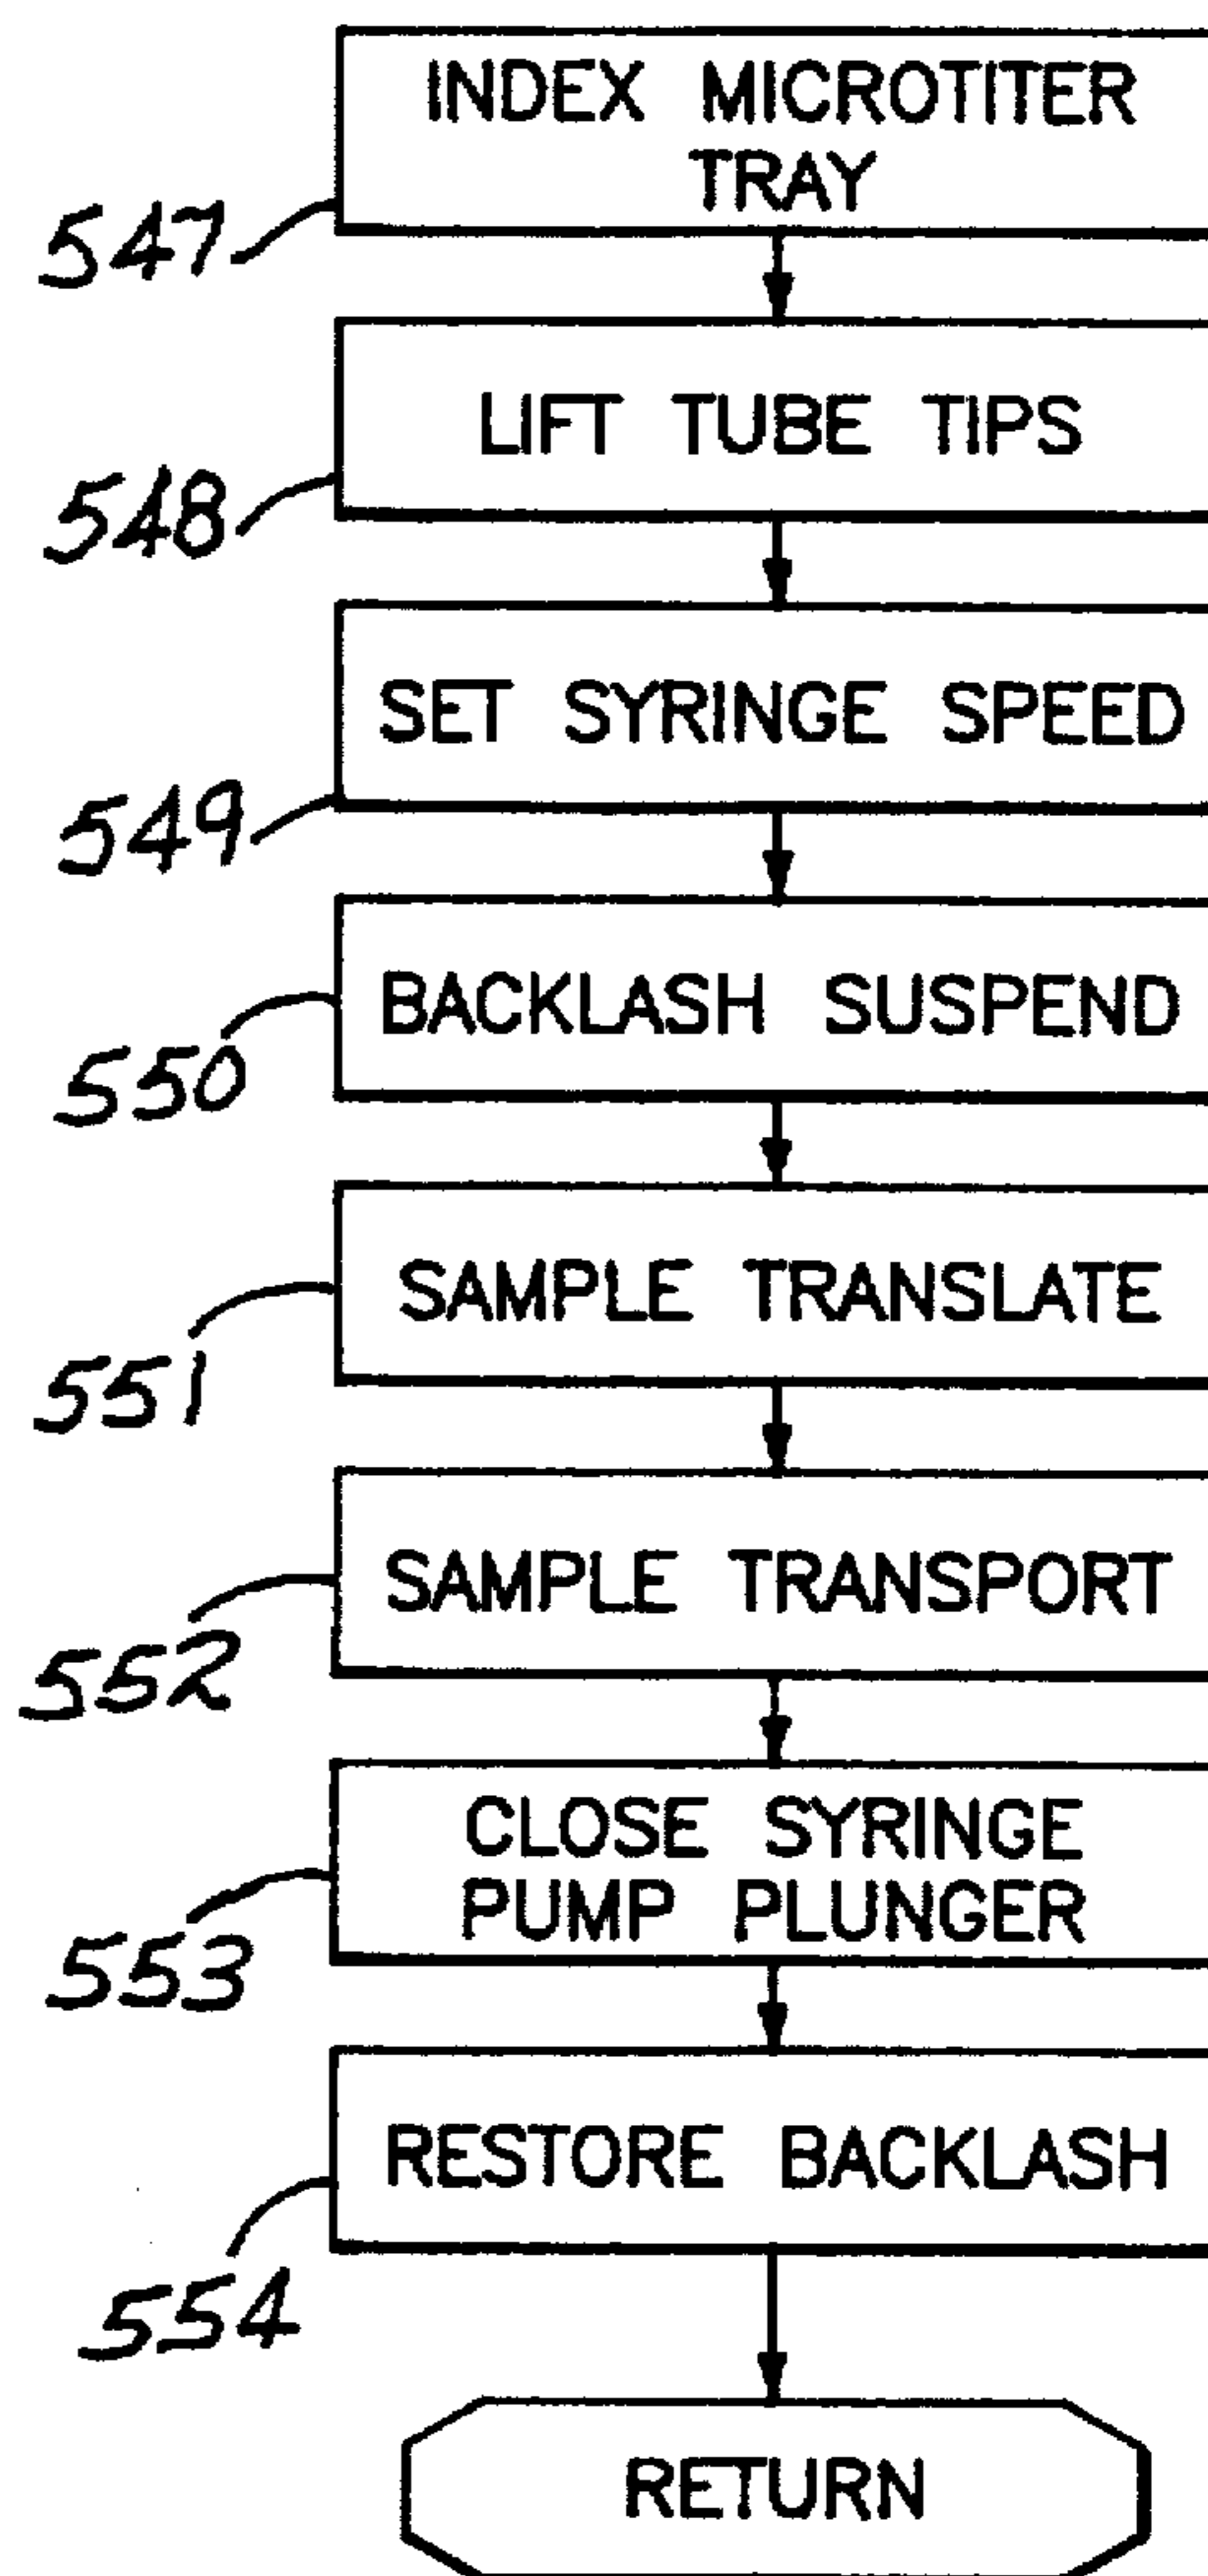 INDEX MICROTITER
TRAY
547
LIFT TUBE TIPS
548
SET SYRINGE SPEED
549
BACKLASH SUSPEND
550
SAMPLE TRANSLATE
551
SAMPLE TRANSPORT
552
CLOSE SYRINGE
PUMP PLUNGER
553
RESTORE BACKLASH
554
RETURN